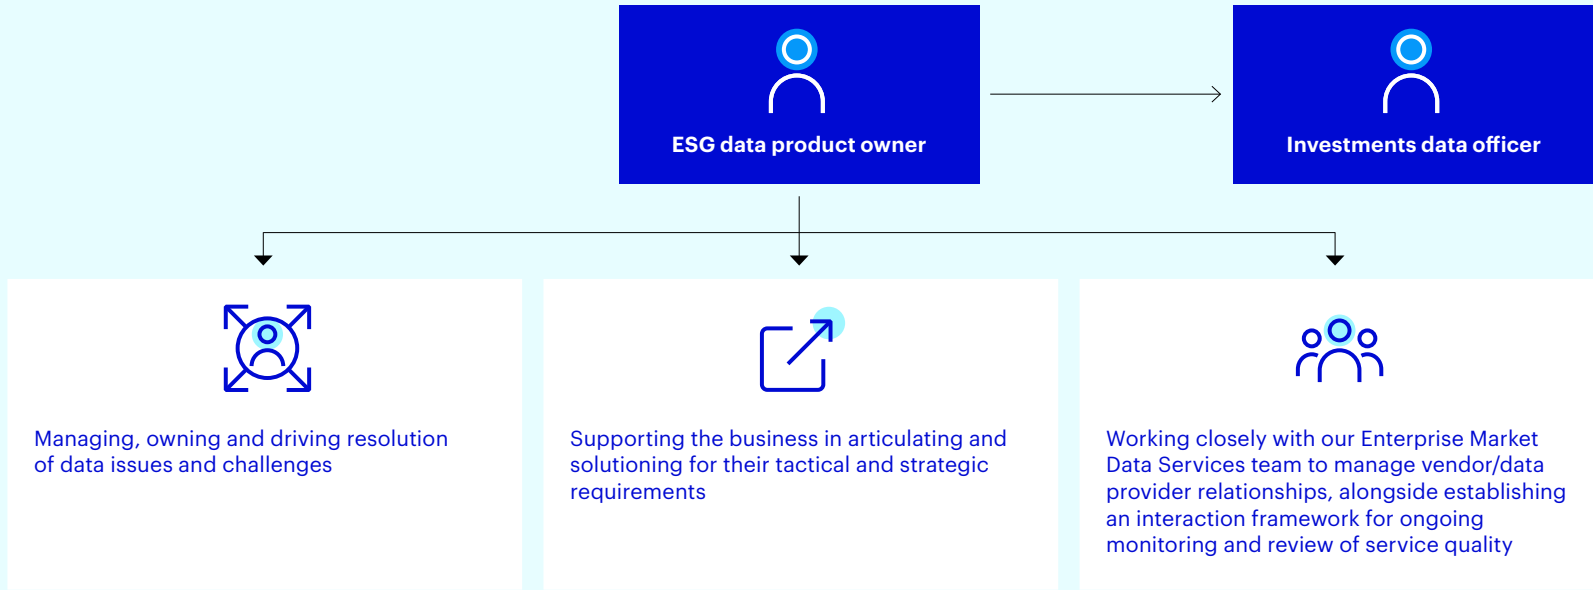 ESG data product owner
Investments data officer
Managing, owning and driving resolution
of data issues and challenges
Supporting the business in articulating and
solutioning for their tactical and strategic
requirements
Working closely with our Enterprise Market
Data Services team to manage vendor/data
provider relationships, alongside establishing
an interaction framework for ongoing
monitoring and review of service quality